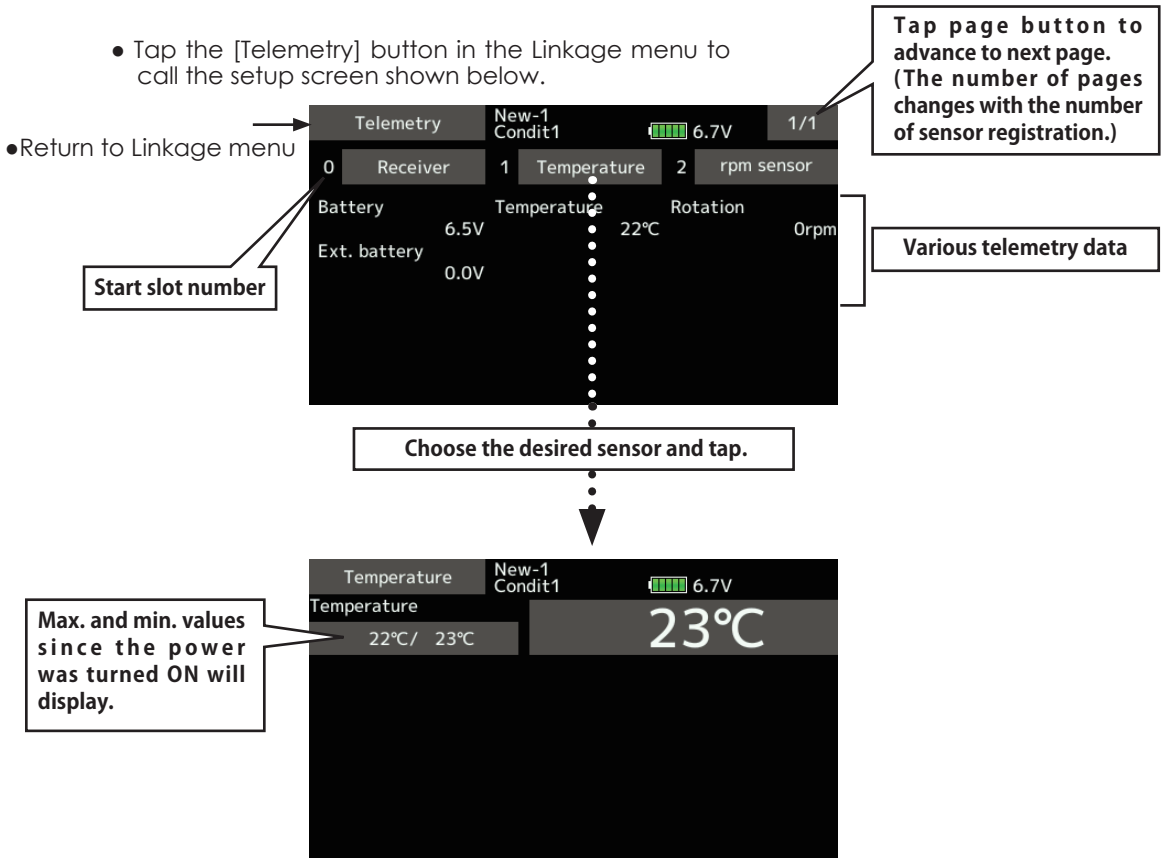 ● Tap the [Telemetry] button in the Linkage menu to
call the setup screen shown below.
Tap page button to
advance to next page.
(The number of pages
changes with the number
of sensor registration.)
●Return to Linkage menu
Telemetry
New-1
Condit1
6.7V
1/1
0 Receiver 1 Temperature 2 rpm sensor
Battery Temperature Rotation
6.5V 22℃ 0rpm
Ext. battery
0.0V
Start slot number
Various telemetry data
Choose the desired sensor and tap.
Temperature
New-1
Condit1
6.7V
Temperature
22℃/ 23℃
23℃
Max. and min. values
since the power
was turned ON will
display.